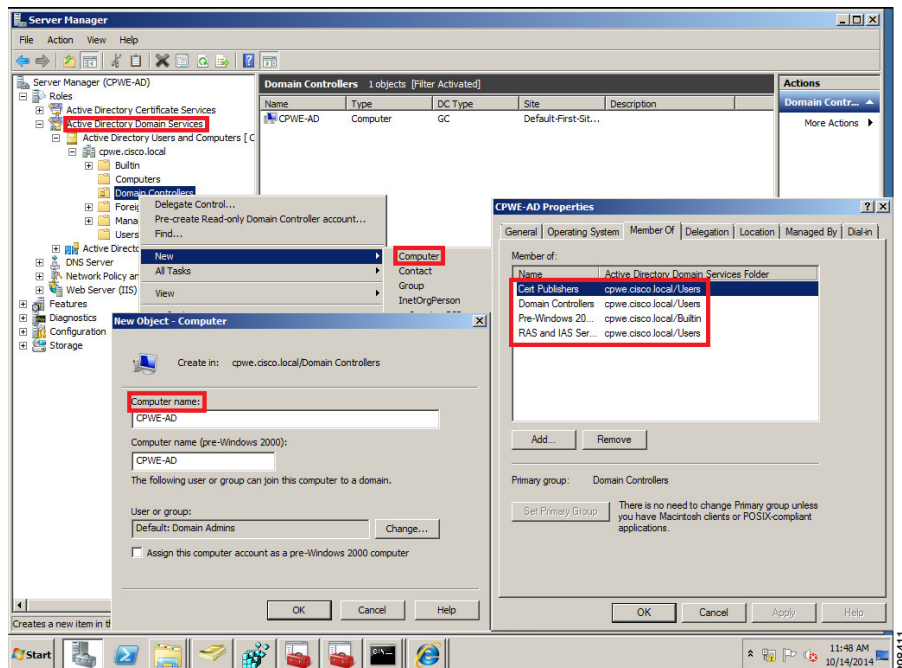 Server Manager
File Action View Help
Server Manager (CPWE-AD)
Roles
Active Directory Certificate Services
Active Directory Domain Services
Active Directory Users and Computers [ C
cpwe.cisco.local
Builtin
Computers
Domain Controllers
Foreig
Mana
Users
Active Directo
DNS Server
Network Policy an
Web Server (IIS)
Features
Diagnostics
Configuration
Storage
Domain Controllers 1 objects [Filter Activated]
Name Type DC Type Site Description
CPWE-AD Computer GC Default-First-Sit...
Actions
Domain Contr...
More Actions
Delegate Control...
Pre-create Read-only Domain Controller account...
Find...
New
All Tasks
View
Computer
Contact
Group
InetOrgPerson
New Object - Computer
Create in: cpwe.cisco.local/Domain Controllers
Computer name:
CPWE-AD
Computer name (pre-Windows 2000):
CPWE-AD
The following user or group can join this computer to a domain.
User or group:
Default: Domain Admins
Change...
Assign this computer account as a pre-Windows 2000 computer
OK Cancel Help
CPWE-AD Properties
General Operating System Member Of Delegation Location Managed By Dial-in
Member of:
Name Active Directory Domain Services Folder
Cert Publishers cpwe.cisco.local/Users
Domain Controllers cpwe.cisco.local/Users
Pre-Windows 20... cpwe.cisco.local/Builtin
RAS and IAS Ser... cpwe.cisco.local/Users
Add... Remove
Primary group: Domain Controllers
Set Primary Group
There is no need to change Primary group unless
you have Macintosh clients or POSIX-compliant
applications.
OK Cancel Apply Help
Creates a new item in th
Start
11:48 AM
10/14/2014